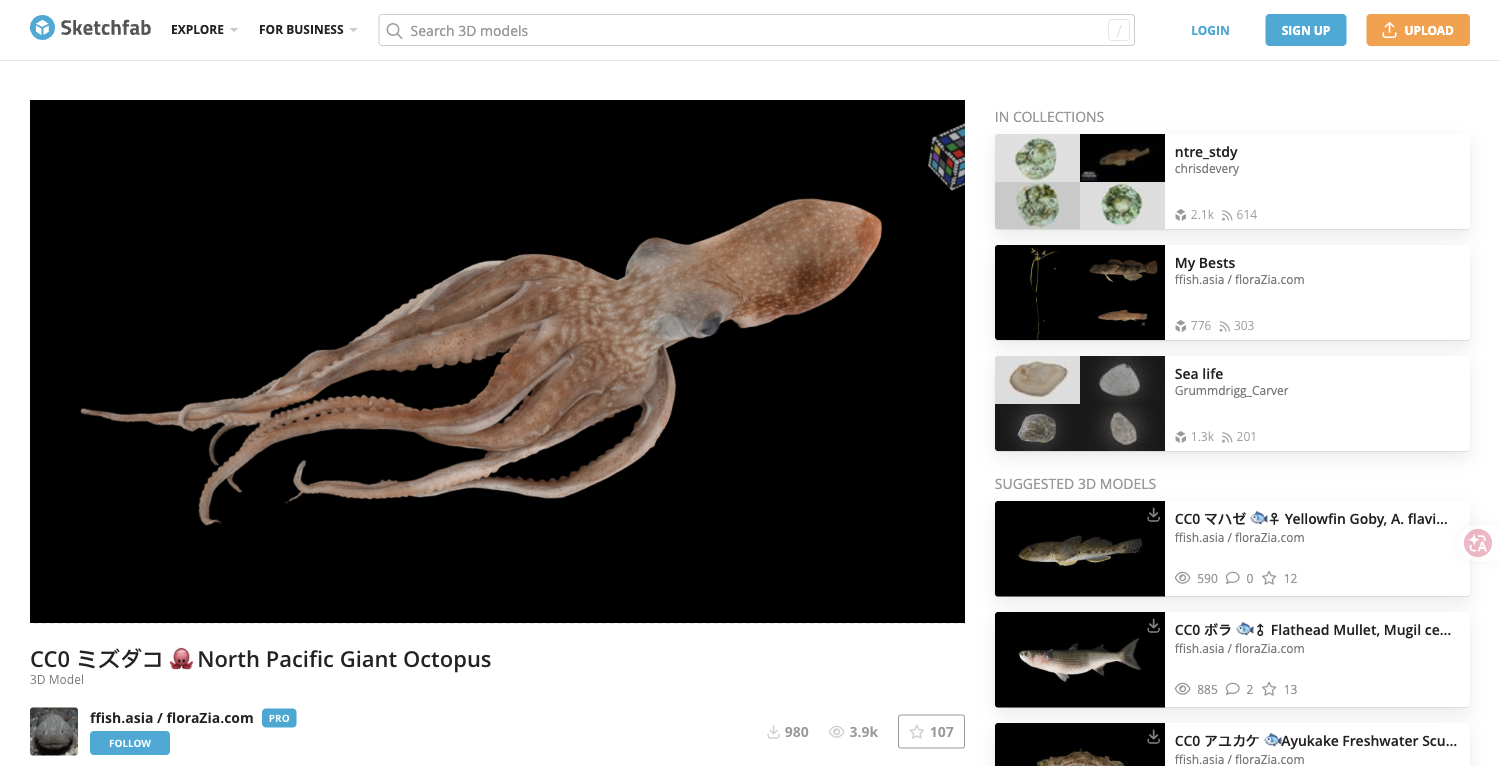 Sketchfab
EXPLORE
FOR BUSINESS
Search 3D models
/
LOGIN
SIGN UP
UPLOAD
CC0 ミズダコ 🐙 North Pacific Giant Octopus
3D Model
ffish.asia / floraZia.com PRO
FOLLOW
980 3.9k 107
IN COLLECTIONS
ntre_stdy
chrisdevery
2.1k 614
My Bests
ffish.asia / floraZia.com
776 303
Sea life
Grummdrigg_Carver
1.3k 201
SUGGESTED 3D MODELS
CC0 マハゼ 🐟♀ Yellowfin Goby, A. flavi...
ffish.asia / floraZia.com
590 0 12
CC0 ボラ 🐟⚦ Flathead Mullet, Mugil ce...
ffish.asia / floraZia.com
885 2 13
CC0 アユカケ 🐟Ayukake Freshwater Scu...
ffish.asia / floraZia.com